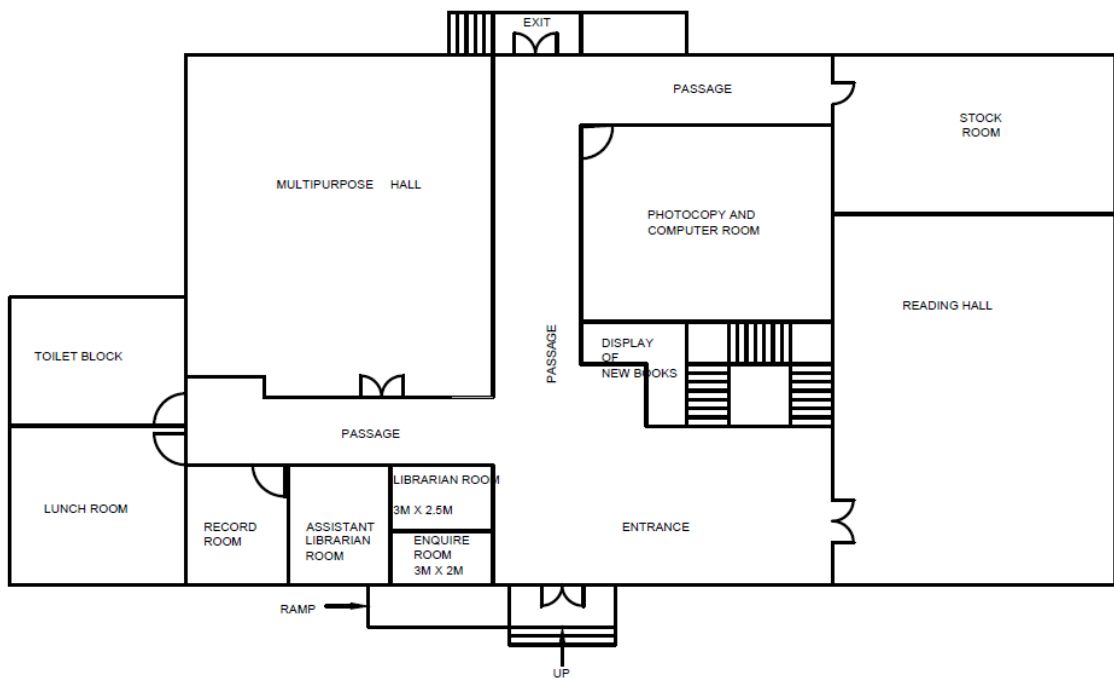 EXIT
PASSAGE
STOCK
ROOM
MULTIPURPOSE HALL
PHOTOCOPY AND
COMPUTER ROOM
READING HALL
TOILET BLOCK
DISPLAY
OF
NEW BOOKS
PASSAGE
PASSAGE
LUNCH ROOM
RECORD
ROOM
ASSISTANT
LIBRARIAN
ROOM
LIBRARIAN ROOM
3M X 2.5M
ENQUIRE
ROOM
3M X 2M
ENTRANCE
RAMP
UP